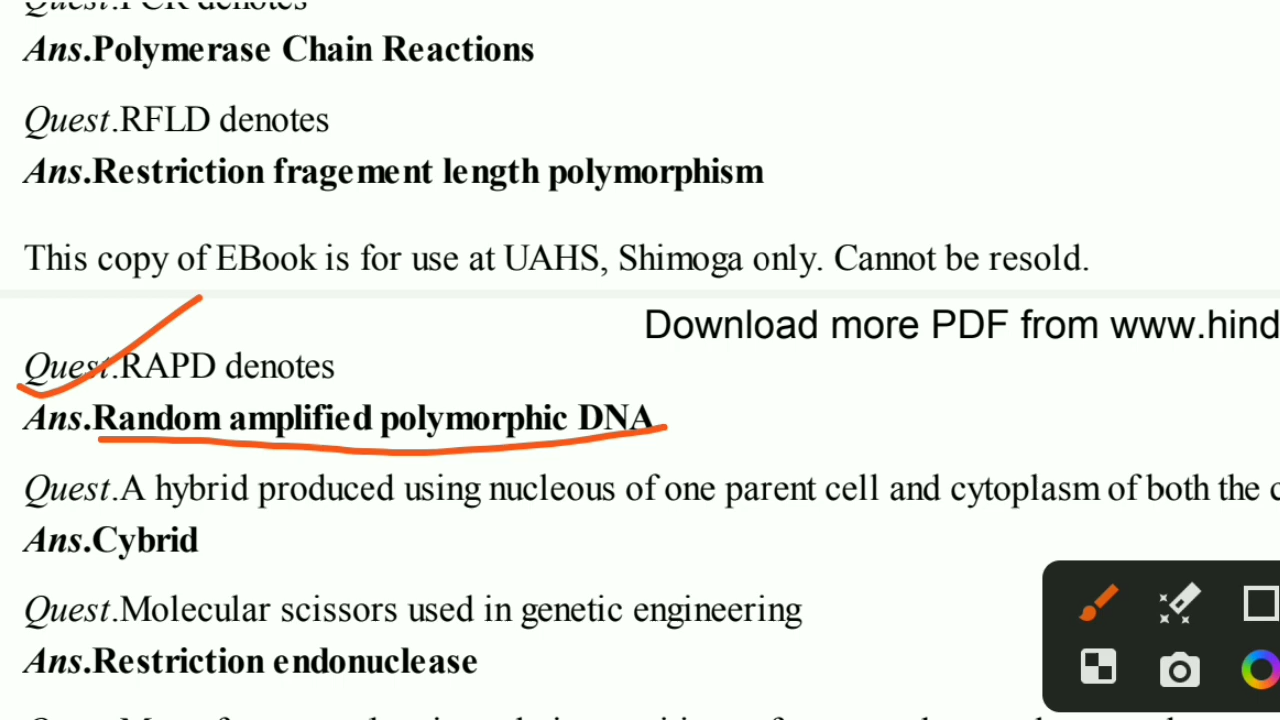 Quest.PCR denotes
Ans.Polymerase Chain Reactions
Quest.RFLD denotes
Ans.Restriction fragement length polymorphism
This copy of EBook is for use at UAHS, Shimoga only. Cannot be resold.
Download more PDF from www.hind
Quest.RAPD denotes
Ans.Random amplified polymorphic DNA
Quest.A hybrid produced using nucleous of one parent cell and cytoplasm of both the
Ans.Cybrid
Quest.Molecular scissors used in genetic engineering
Ans.Restriction endonuclease